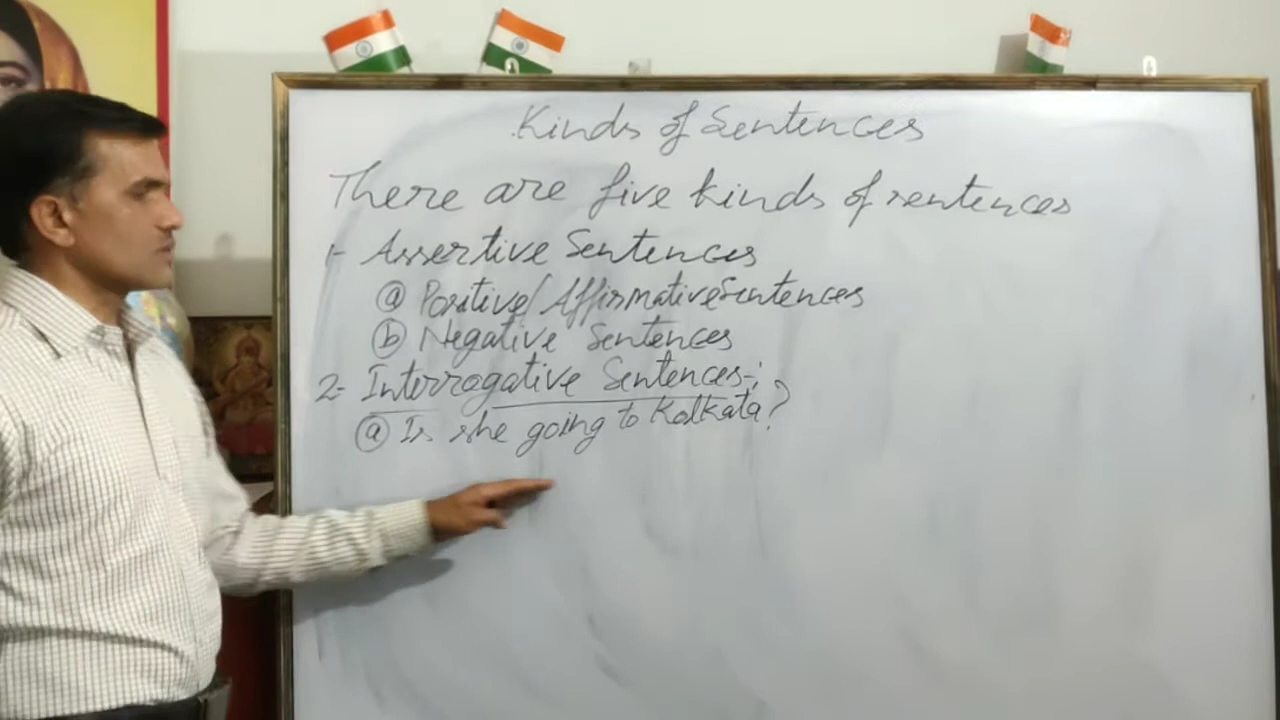 Kinds of Sentences
There are five kinds of sentences
1- Assertive Sentences
(a) Positive/Affirmative Sentences
(b) Negative Sentences
2- Interrogative Sentences-:
(a) Is she going to Kolkata?